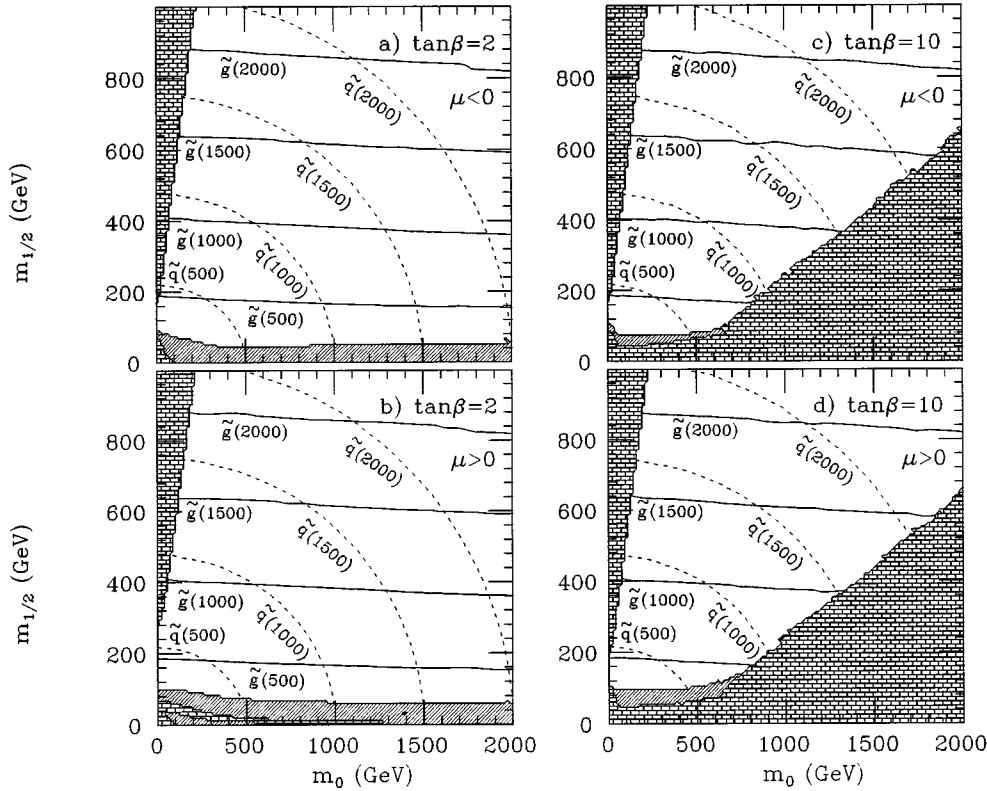 a) tanβ=2
μ<0
g̃(2000)
q̃(2000)
g̃(1500)
q̃(1500)
g̃(1000)
q̃(1000)
q̃(500)
g̃(500)
800
600
400
200
0
m1/2 (GeV)
c) tanβ=10
μ<0
g̃(2000)
q̃(2000)
g̃(1500)
q̃(1500)
g̃(1000)
q̃(1000)
q̃(500)
g̃(500)
800
600
400
200
0
b) tanβ=2
μ>0
g̃(2000)
q̃(2000)
g̃(1500)
q̃(1500)
g̃(1000)
q̃(1000)
q̃(500)
g̃(500)
800
600
400
200
0
m1/2 (GeV)
0 500 1000 1500 2000
m0 (GeV)
d) tanβ=10
μ>0
g̃(2000)
q̃(2000)
g̃(1500)
q̃(1500)
g̃(1000)
q̃(1000)
q̃(500)
g̃(500)
800
600
400
200
0
0 500 1000 1500 2000
m0 (GeV)